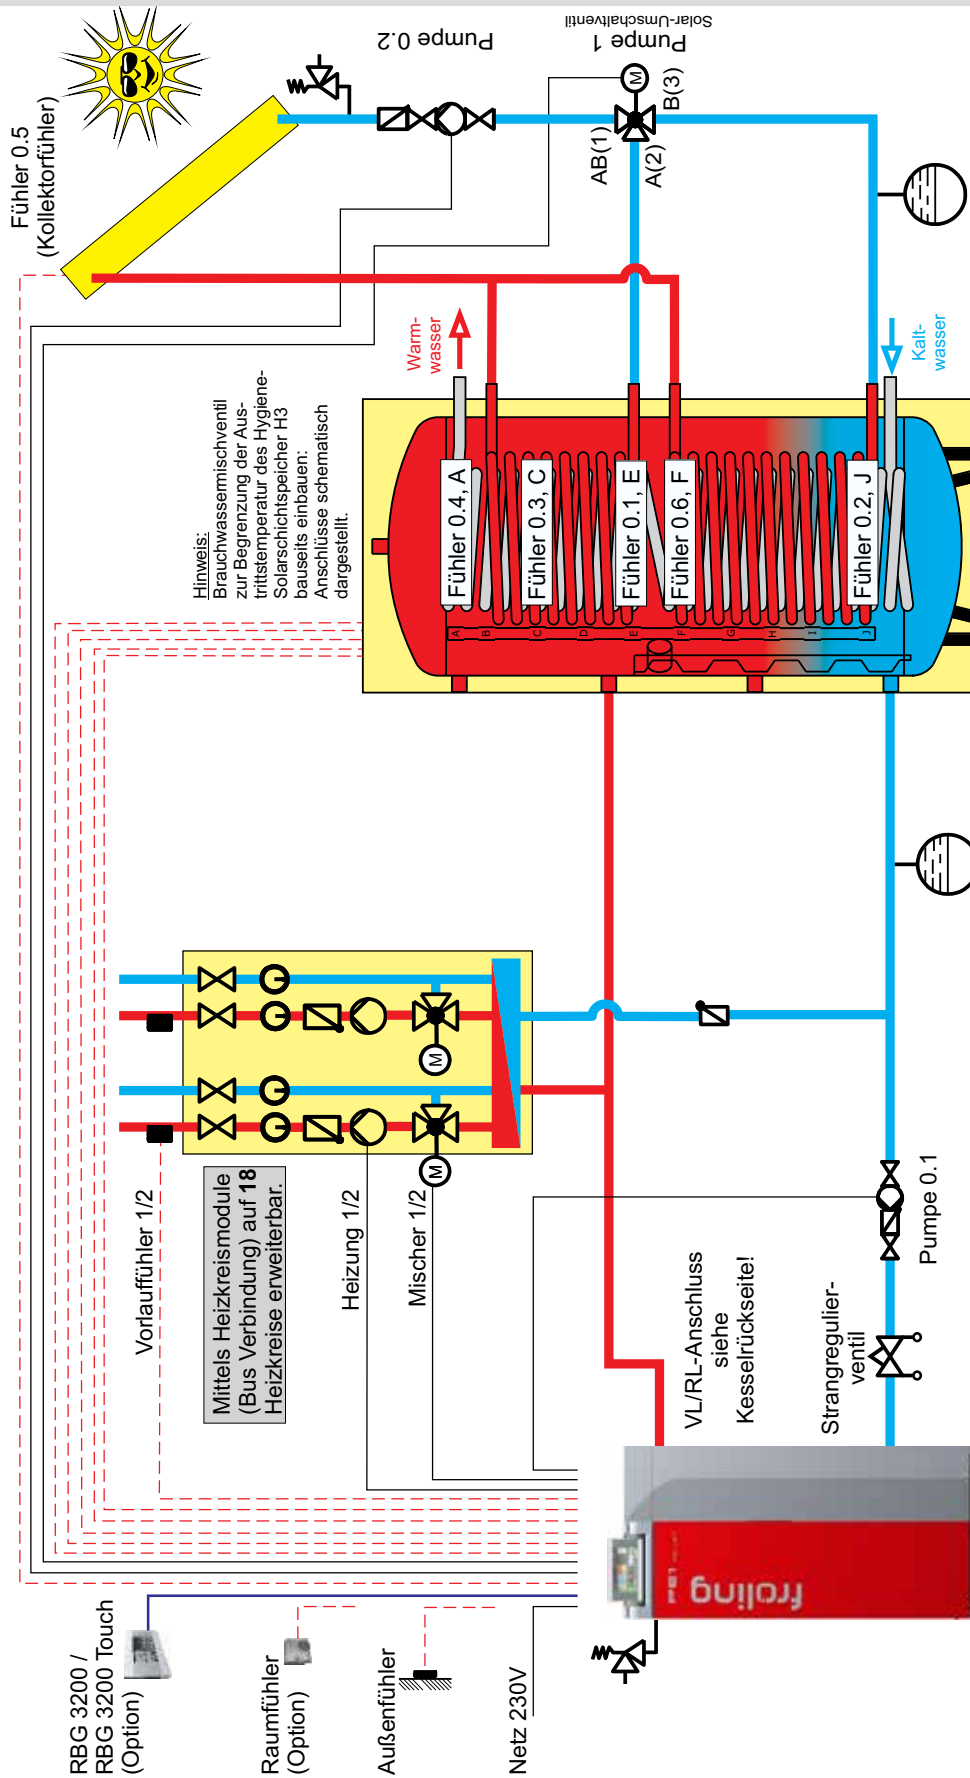 RBG 3200 /
RBG 3200 Touch
(Option)
Raumfühler
(Option)
Außenfühler
Netz 230V
Vorlauffühler 1/2
Mittels Heizkreismodule
(Bus Verbindung) auf 18
Heizkreise erweiterbar.
Heizung 1/2
Mischer 1/2
M
M
VL/RL-Anschluss
siehe
Kesselrückseite!
Strangregulier-
ventil
Pumpe 0.1
froling
Hinweis:
Brauchwassermischventil
zur Begrenzung der Aus-
trittstemperatur des Hygiene-
Solarschichtspeicher H3
bauseits einbauen:
Anschlüsse schematisch
dargestellt.
Fühler 0.4, A
Fühler 0.3, C
Fühler 0.1, E
Fühler 0.6, F
Fühler 0.2, J
A
B
C
D
E
F
G
H
I
J
Warm-
wasser
Kalt-
wasser
Fühler 0.5
(Kollektorfühler)
Pumpe 0.2
Pumpe 1
Solar-Umschaltventil
M
AB(1)
A(2)
B(3)